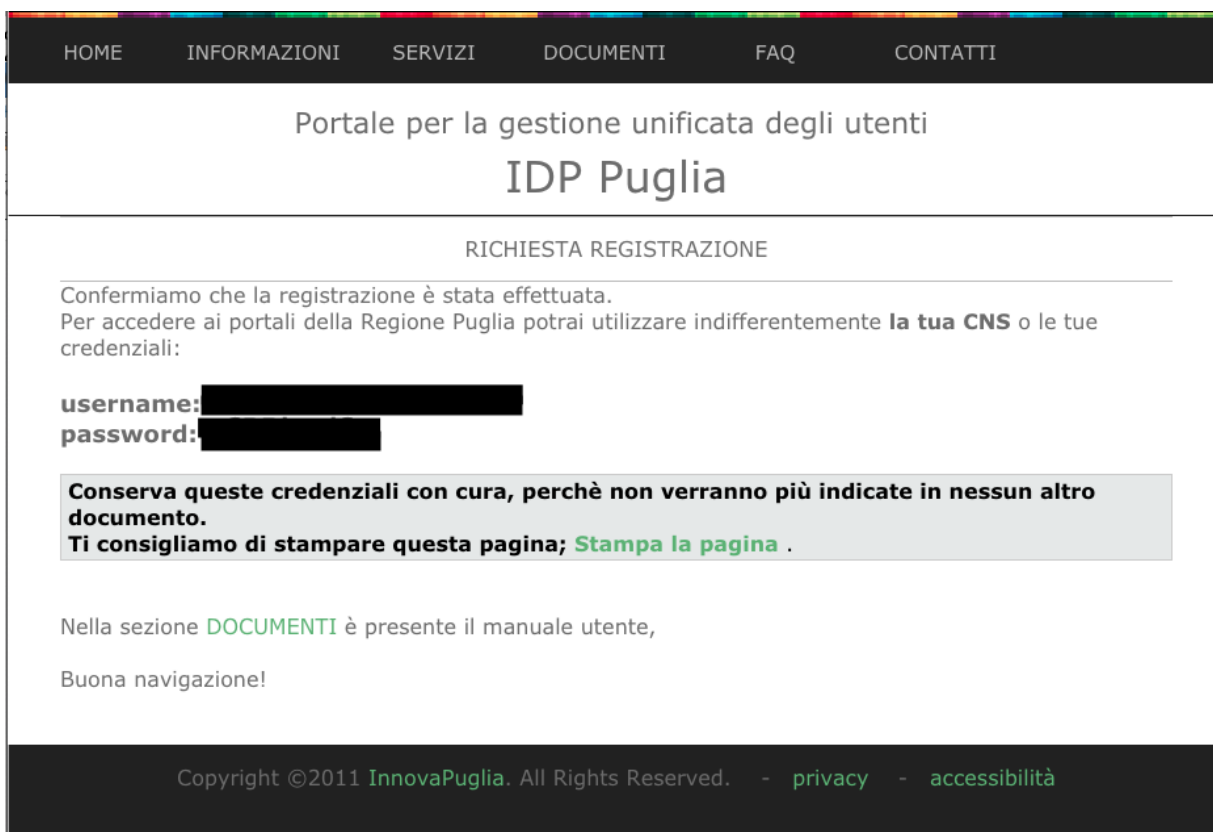 HOME INFORMAZIONI SERVIZI DOCUMENTI FAQ CONTATTI
Portale per la gestione unificata degli utenti
IDP Puglia
RICHIESTA REGISTRAZIONE
Confermiamo che la registrazione è stata effettuata.
Per accedere ai portali della Regione Puglia potrai utilizzare indifferentemente la tua CNS o le tue
credenziali:
username:
password:
Conserva queste credenziali con cura, perchè non verranno più indicate in nessun altro
documento.
Ti consigliamo di stampare questa pagina; Stampa la pagina .
Nella sezione DOCUMENTI è presente il manuale utente,
Buona navigazione!
Copyright ©2011 InnovaPuglia. All Rights Reserved. - privacy - accessibilità